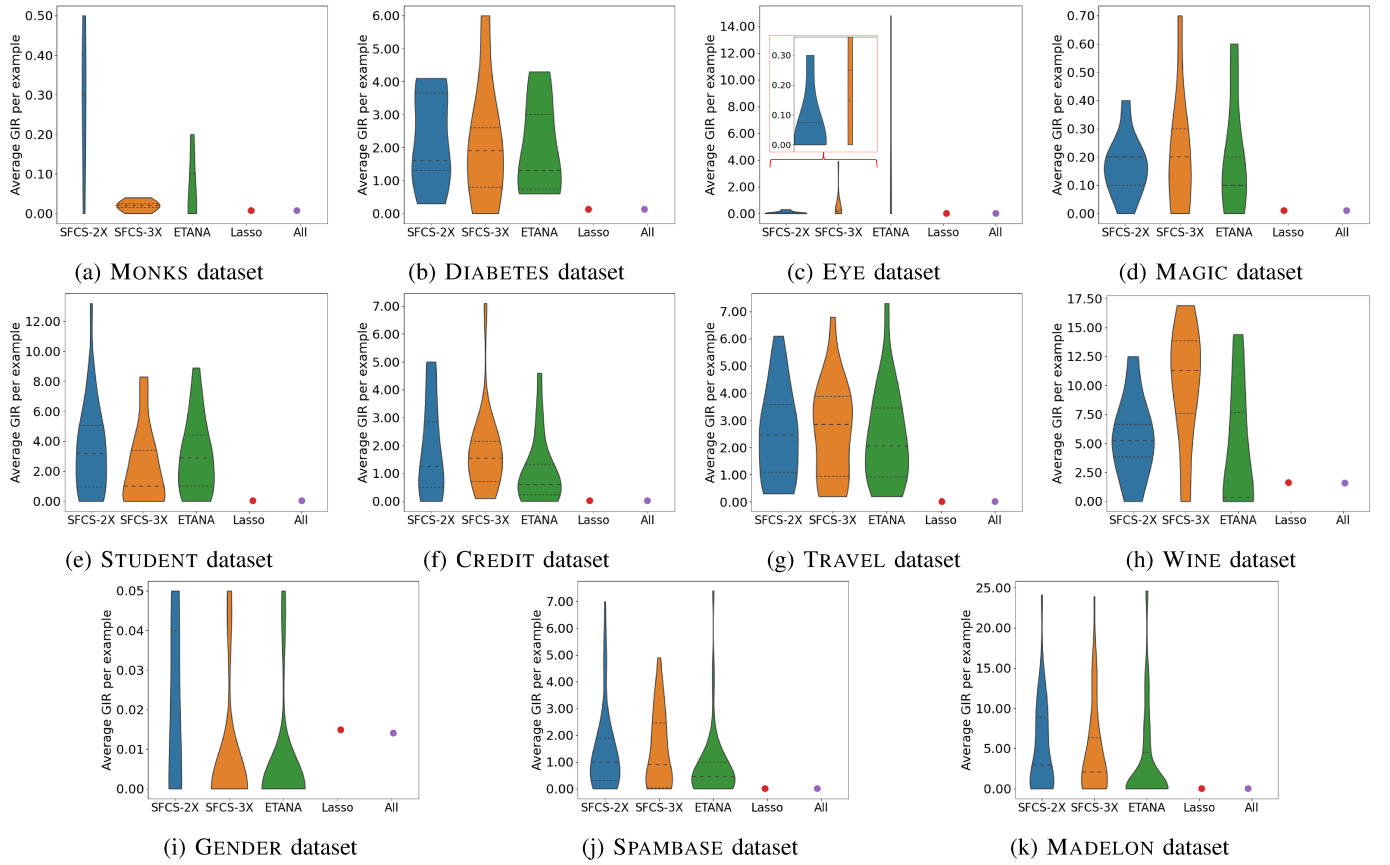 Average GIR per example
0.50
0.40
0.30
0.20
0.10
0.00
SFCS-2X SFCS-3X ETANA Lasso All
(a) MONKS dataset
Average GIR per example
6.00
5.00
4.00
3.00
2.00
1.00
0.00
SFCS-2X SFCS-3X ETANA Lasso All
(b) DIABETES dataset
Average GIR per example
14.00
12.00
10.00
8.00
6.00
4.00
2.00
0.00
0.30
0.20
0.10
0.00
SFCS-2X SFCS-3X ETANA Lasso All
(c) EYE dataset
Average GIR per example
0.70
0.60
0.50
0.40
0.30
0.20
0.10
0.00
SFCS-2X SFCS-3X ETANA Lasso All
(d) MAGIC dataset
Average GIR per example
12.00
10.00
8.00
6.00
4.00
2.00
0.00
SFCS-2X SFCS-3X ETANA Lasso All
(e) STUDENT dataset
Average GIR per example
7.00
6.00
5.00
4.00
3.00
2.00
1.00
0.00
SFCS-2X SFCS-3X ETANA Lasso All
(f) CREDIT dataset
Average GIR per example
7.00
6.00
5.00
4.00
3.00
2.00
1.00
0.00
SFCS-2X SFCS-3X ETANA Lasso All
(g) TRAVEL dataset
Average GIR per example
17.50
15.00
12.50
10.00
7.50
5.00
2.50
0.00
SFCS-2X SFCS-3X ETANA Lasso All
(h) WINE dataset
Average GIR per example
0.05
0.04
0.03
0.02
0.01
0.00
SFCS-2X SFCS-3X ETANA Lasso All
(i) GENDER dataset
Average GIR per example
7.00
6.00
5.00
4.00
3.00
2.00
1.00
0.00
SFCS-2X SFCS-3X ETANA Lasso All
(j) SPAMBASE dataset
Average GIR per example
25.00
20.00
15.00
10.00
5.00
0.00
SFCS-2X SFCS-3X ETANA Lasso All
(k) MADELON dataset